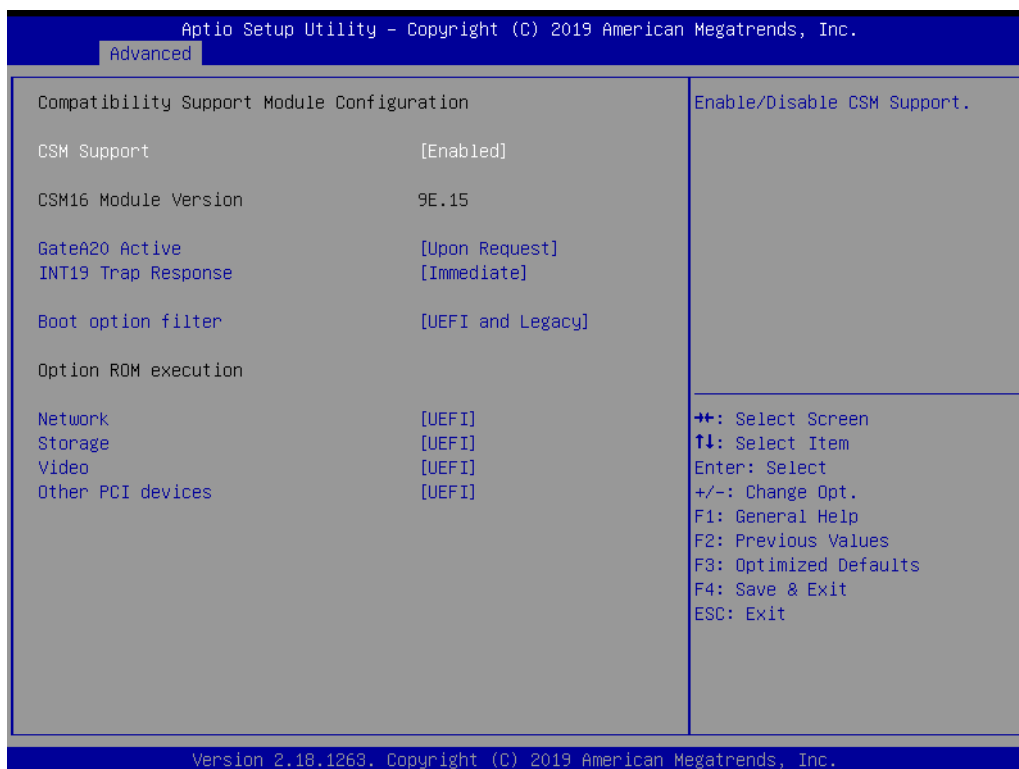 Aptio Setup Utility – Copyright (C) 2019 American Megatrends, Inc.
Advanced
Compatibility Support Module Configuration
CSM Support [Enabled]
CSM16 Module Version 9E.15
GateA20 Active [Upon Request]
INT19 Trap Response [Immediate]
Boot option filter [UEFI and Legacy]
Option ROM execution
Network [UEFI]
Storage [UEFI]
Video [UEFI]
Other PCI devices [UEFI]
Enable/Disable CSM Support.
→←: Select Screen
↑↓: Select Item
Enter: Select
+/-: Change Opt.
F1: General Help
F2: Previous Values
F3: Optimized Defaults
F4: Save & Exit
ESC: Exit
Version 2.18.1263. Copyright (C) 2019 American Megatrends, Inc.